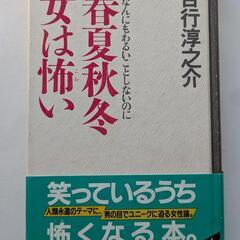 なんにもわるいことしないのに
春夏秋冬
女は怖い
こわ
吉行淳之介
笑っているうち
人類永遠のテーマに、
男の目でユニークに迫る女性論。
怖くなる本。